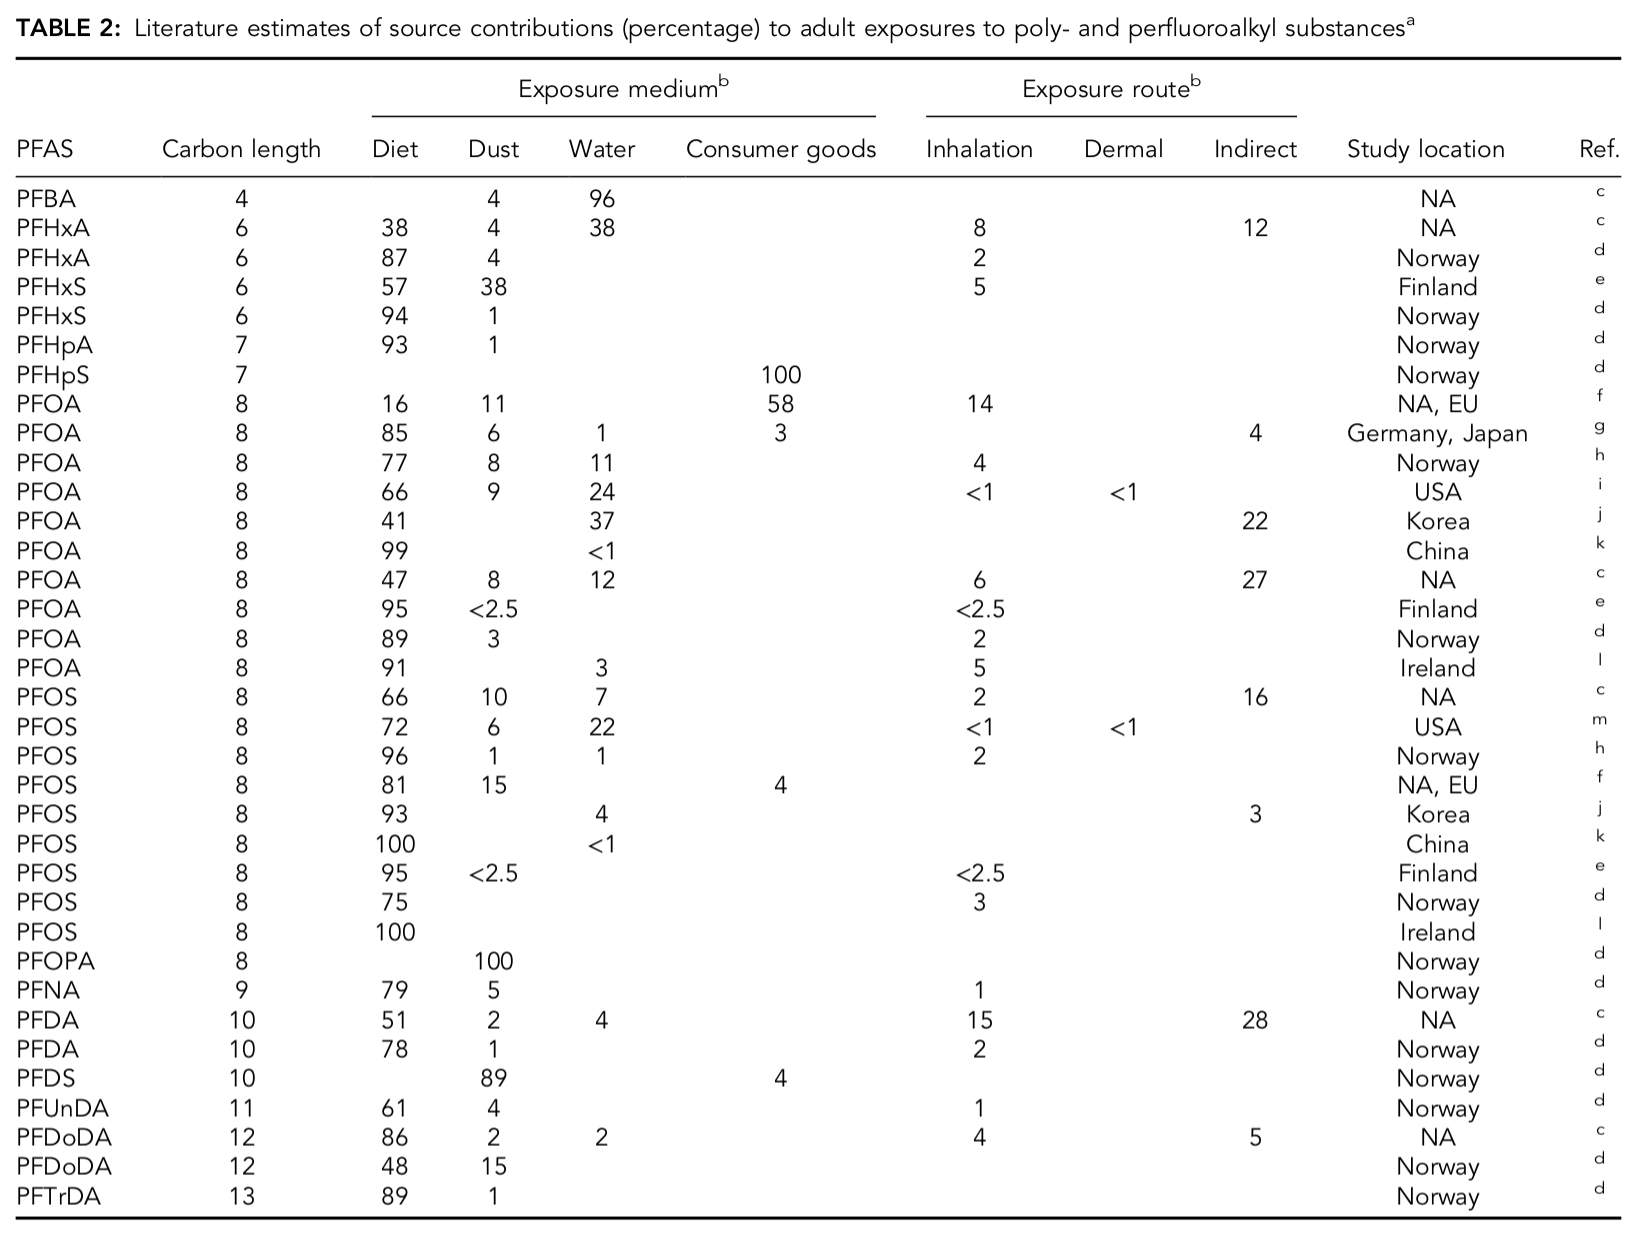 TABLE 2: Literature estimates of source contributions (percentage) to adult exposures to poly- and perfluoroalkyl substancesᵃ
Exposure mediumᵇ Exposure routeᵇ
PFAS Carbon length Diet Dust Water Consumer goods Inhalation Dermal Indirect Study location Ref.
PFBA 4 4 96 NA c
PFHxA 6 38 4 38 8 12 NA c
PFHxA 6 87 4 2 Norway d
PFHxS 6 57 38 5 Finland e
PFHxS 6 94 1 Norway d
PFHpA 7 93 1 Norway d
PFHpS 7 100 Norway d
PFOA 8 16 11 58 14 NA, EU f
PFOA 8 85 6 1 3 4 Germany, Japan g
PFOA 8 77 8 11 4 Norway h
PFOA 8 66 9 24 <1 <1 USA i
PFOA 8 41 37 22 Korea j
PFOA 8 99 <1 China k
PFOA 8 47 8 12 6 27 NA c
PFOA 8 95 <2.5 <2.5 Finland e
PFOA 8 89 3 2 Norway d
PFOA 8 91 3 5 Ireland l
PFOS 8 66 10 7 2 16 NA c
PFOS 8 72 6 22 <1 <1 USA m
PFOS 8 96 1 1 2 Norway h
PFOS 8 81 15 4 NA, EU f
PFOS 8 93 4 3 Korea j
PFOS 8 100 <1 China k
PFOS 8 95 <2.5 <2.5 Finland e
PFOS 8 75 3 Norway d
PFOS 8 100 Ireland l
PFOPA 8 100 Norway d
PFNA 9 79 5 1 Norway d
PFDA 10 51 2 4 15 28 NA c
PFDA 10 78 1 2 Norway d
PFDS 10 89 4 Norway d
PFUnDA 11 61 4 1 Norway d
PFDoDA 12 86 2 2 4 5 NA c
PFDoDA 12 48 15 Norway d
PFTrDA 13 89 1 Norway d